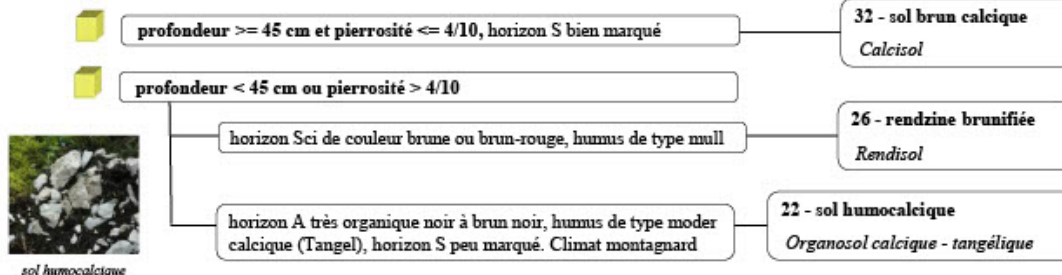 profondeur >= 45 cm et pierrosité <= 4/10, horizon S bien marqué
32 - sol brun calcique
Calcisol
profondeur < 45 cm ou pierrosité > 4/10
horizon Sci de couleur brune ou brun-rouge, humus de type mull
26 - rendzine brunifiée
Rendisol
horizon A très organique noir à brun noir, humus de type moder
calcique (Tangel), horizon S peu marqué. Climat montagnard
22 - sol humocalcique
Organosol calcique - tangélique
sol humocalcique